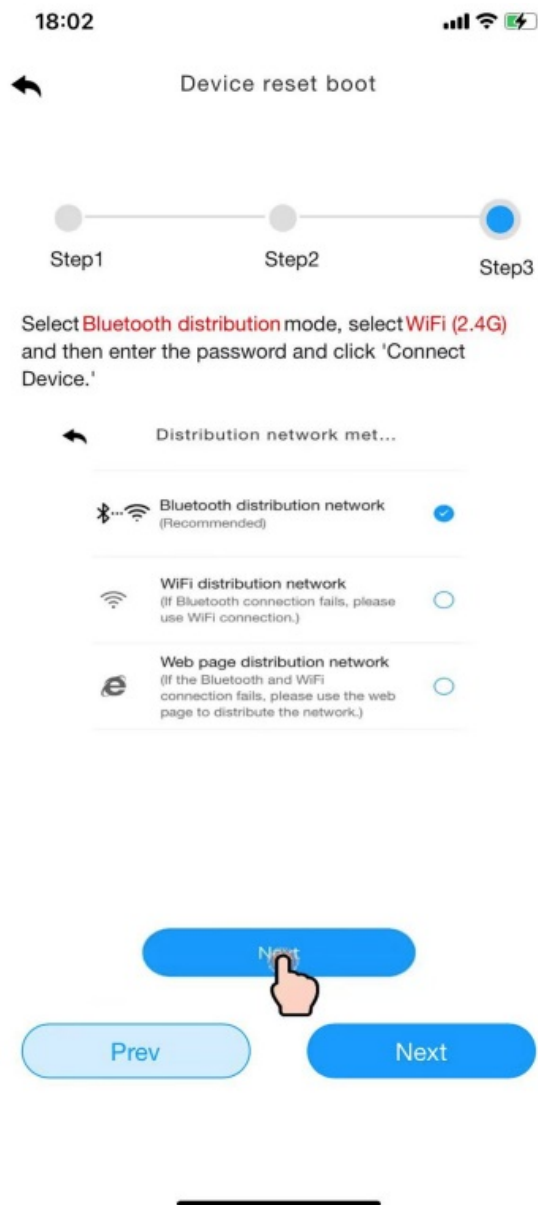 18:02
Device reset boot
Step1
Step2
Step3
Select Bluetooth distribution mode, select WiFi (2.4G)
and then enter the password and click 'Connect
Device.'
Distribution network met...
Bluetooth distribution network
(Recommended)
WiFi distribution network
(If Bluetooth connection fails, please
use WiFi connection.)
Web page distribution network
(If the Bluetooth and WiFi
connection fails, please use the web
page to distribute the network.)
Next
Prev
Next